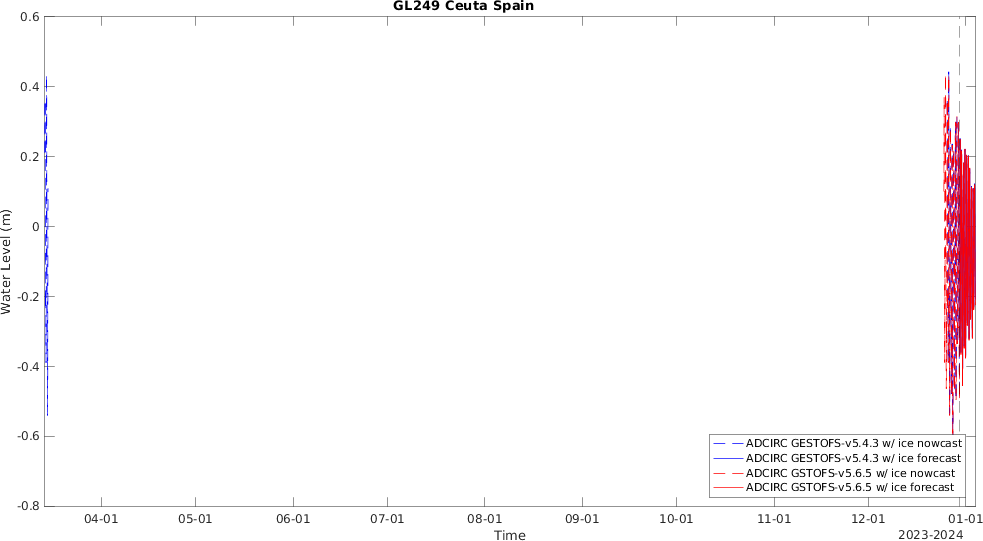 GL249 Ceuta Spain
0.6
0.4
0.2
0
-0.2
-0.4
-0.6
-0.8
Water Level (m)
04-01 05-01 06-01 07-01 08-01 09-01 10-01 11-01 12-01 01-01
Time
2023-2024
ADCIRC GESTOFS-v5.4.3 w/ ice nowcast
ADCIRC GESTOFS-v5.4.3 w/ ice forecast
ADCIRC GSTOFS-v5.6.5 w/ ice nowcast
ADCIRC GSTOFS-v5.6.5 w/ ice forecast